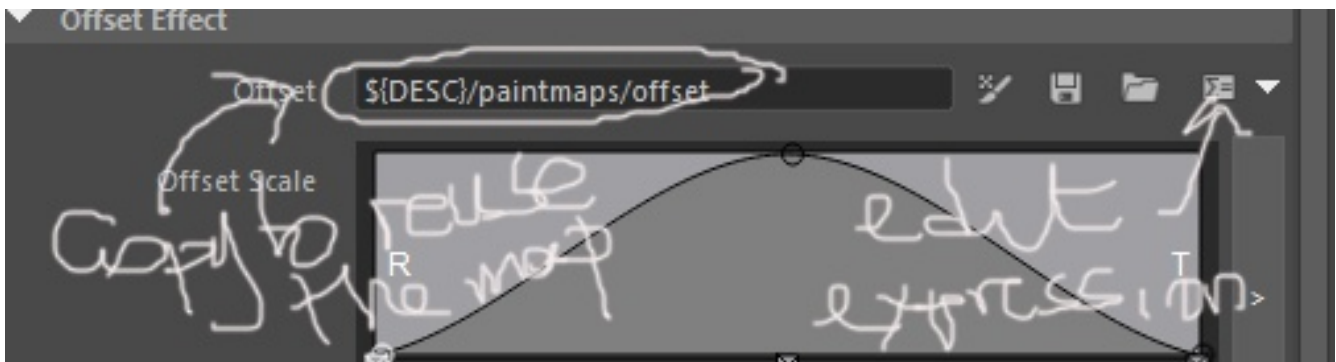 Offset Effect
Offset ${DESC}/paintmaps/offset
Offset Scale
copy to reuse
the map
edit
expression
R T
>